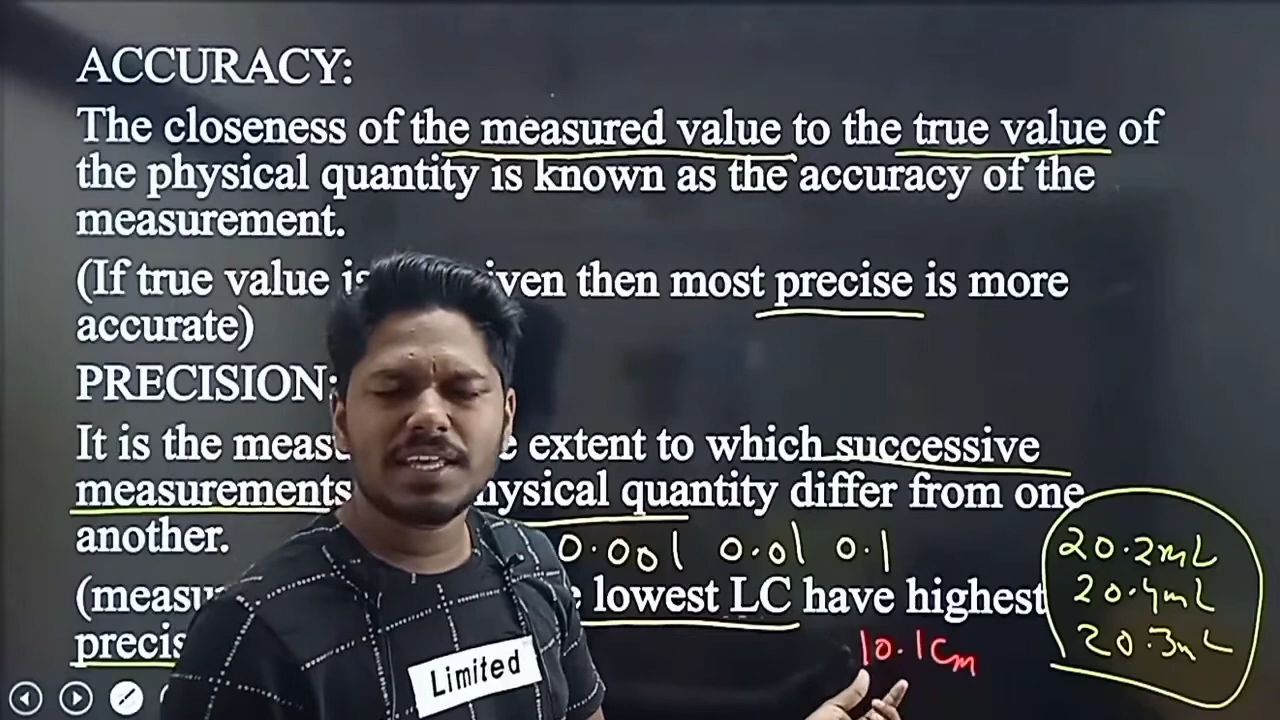 ACCURACY:
The closeness of the measured value to the true value of
the physical quantity is known as the accuracy of the
measurement.
(If true value is iven then most precise is more
accurate)
PRECISION:
It is the meas extent to which successive
measurements hysical quantity differ from one
another.
0.001 0.01 0.1
(measu lowest LC have highest
precis
20.2mL
20.4mL
20.3mL
10.1cm
Limited